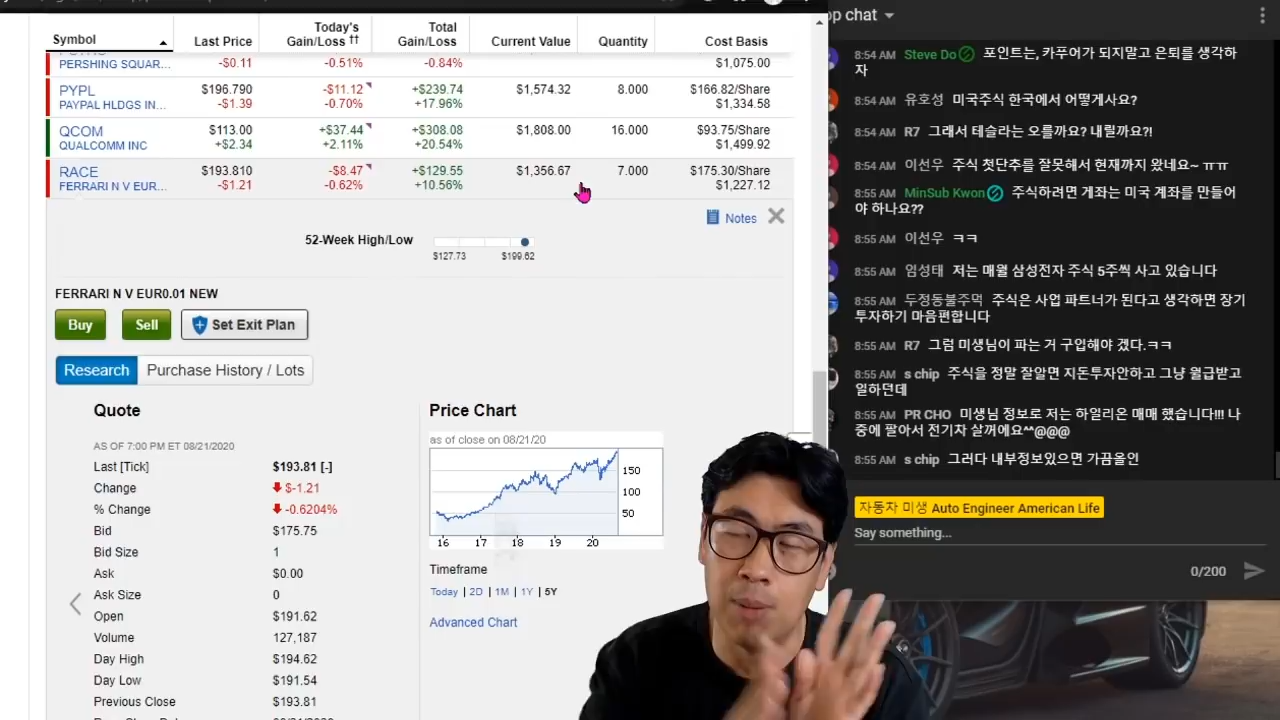 Symbol
Last Price
Today's
Gain/Loss ††
Total
Gain/Loss
Current Value
Quantity
Cost Basis
PERSHING SQUAR...
-$0.11
-0.51%
-0.84%
$1,075.00
PYPL
$196.790
-$11.12
+$239.74
$1,574.32
8.000
$166.82/Share
PAYPAL HLDGS IN...
-$1.39
-0.70%
+17.96%
$1,334.58
QCOM
$113.00
+$37.44
+$308.08
$1,808.00
16.000
$93.75/Share
QUALCOMM INC
+$2.34
+2.11%
+20.54%
$1,499.92
RACE
$193.810
-$8.47
+$129.55
$1,356.67
7.000
$175.30/Share
FERRARI N V EUR...
-$1.21
-0.62%
+10.56%
$1,227.12
Notes
52-Week High/Low
$127.73
$199.62
FERRARI N V EUR0.01 NEW
Buy
Sell
Set Exit Plan
Research
Purchase History / Lots
Quote
AS OF 7:00 PM ET 08/21/2020
Last [Tick] $193.81 [-]
Change $-1.21
% Change -0.6204%
Bid $175.75
Bid Size 1
Ask $0.00
Ask Size 0
Open $191.62
Volume 127,187
Day High $194.62
Day Low $191.54
Previous Close $193.81
Price Chart
as of close on 08/21/20
150
100
50
16 17 18 19 20
Timeframe
Today | 2D | 1M | 1Y | 5Y
Advanced Chart
op chat
8:54 AM Steve Do 포인트는, 카푸어가 되지말고 은퇴를 생각하
자
8:54 AM 유호성 미국주식 한국에서 어떻게사요?
8:54 AM R7 그래서 테슬라는 오를까요? 내릴까요?!
8:54 AM 이선우 주식 첫단추를 잘못해서 현재까지 왔네요~ ㅠㅠ
8:55 AM MinSub Kwon 주식하려면 계좌는 미국 계좌를 만들어
야 하나요??
8:55 AM 이선우 ㅋㅋ
8:55 AM 임성태 저는 매월 삼성전자 주식 5주씩 사고 있습니다
8:55 AM 두정동불주먹 주식은 사업 파트너가 된다고 생각하면 장기
투자하기 마음편합니다
8:55 AM R7 그럼 미생님이 파는 거 구입해야 겠다.ㅋㅋ
8:55 AM s chip 주식을 정말 잘알면 지돈투자안하고 그냥 월급받고
일하던데
8:55 AM PR CHO 미생님 정보로 저는 하일리온 매매 했습니다!!! 나
중에 팔아서 전기차 살꺼에요^^@@@
8:55 AM s chip 그러다 내부정보있으면 가끔올인
자동차 미생 Auto Engineer American Life
Say something...
0/200